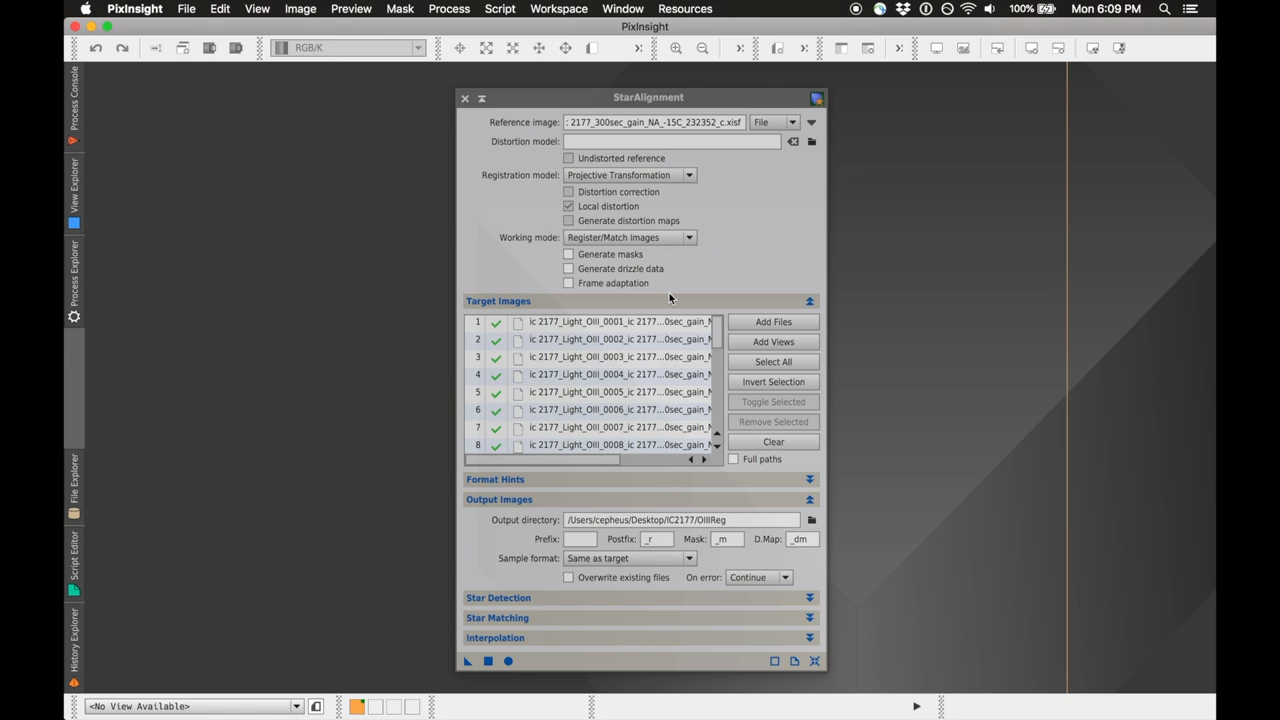 PixInsight File Edit View Image Preview Mask Process Script Workspace Window Resources 100% Mon 6:09 PM
PixInsight
RGB/K
Process Console
View Explorer
Process Explorer
File Explorer
Script Editor
History Explorer
StarAlignment
Reference image: : 2177_300sec_gain_NA_-15C_232352_c.xisf File
Distortion model:
Undistorted reference
Registration model: Projective Transformation
Distortion correction
Local distortion
Generate distortion maps
Working mode: Register/Match Images
Generate masks
Generate drizzle data
Frame adaptation
Target Images
1 ic 2177_Light_OIII_0001_ic 2177...0sec_gain_N
2 ic 2177_Light_OIII_0002_ic 2177...0sec_gain_N
3 ic 2177_Light_OIII_0003_ic 2177...0sec_gain_N
4 ic 2177_Light_OIII_0004_ic 2177...0sec_gain_N
5 ic 2177_Light_OIII_0005_ic 2177...0sec_gain_N
6 ic 2177_Light_OIII_0006_ic 2177...0sec_gain_N
7 ic 2177_Light_OIII_0007_ic 2177...0sec_gain_N
8 ic 2177_Light_OIII_0008_ic 2177...0sec_gain_N
Add Files
Add Views
Select All
Invert Selection
Toggle Selected
Remove Selected
Clear
Full paths
Format Hints
Output Images
Output directory: /Users/cepheus/Desktop/IC2177/OIIIReg
Prefix: Postfix: _r Mask: _m D.Map: _dm
Sample format: Same as target
Overwrite existing files On error: Continue
Star Detection
Star Matching
Interpolation
<No View Available>